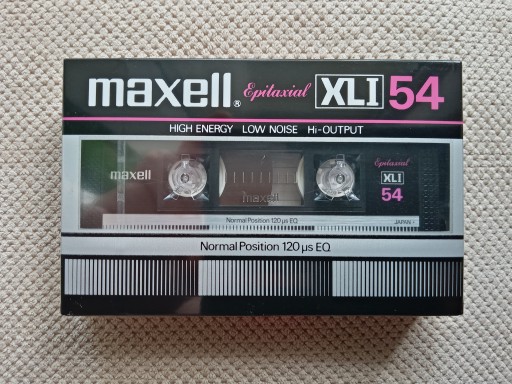 maxell® Epitaxial XLI 54
HIGH ENERGY LOW NOISE Hi-OUTPUT
maxell
Epitaxial
XLI
54
maxell
Normal Position 120 µs EQ
JAPAN
Normal Position 120 µs EQ